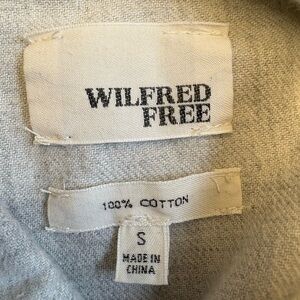 WILFRED
FREE
100% COTTON
S
MADE IN
CHINA